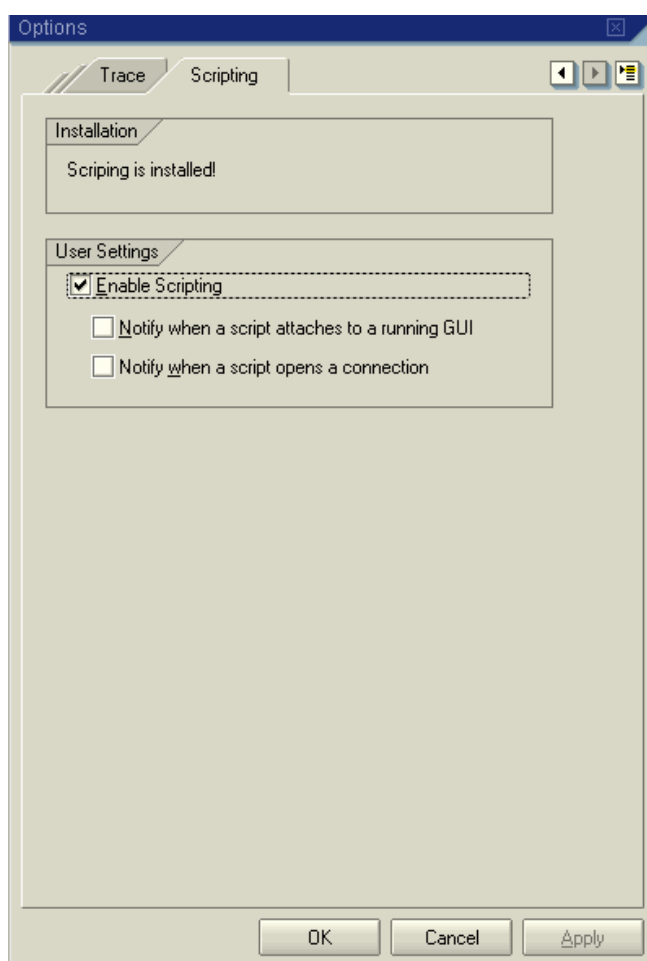 Options
Trace Scripting
Installation
Scriping is installed!
User Settings
Enable Scripting
Notify when a script attaches to a running GUI
Notify when a script opens a connection
OK Cancel Apply